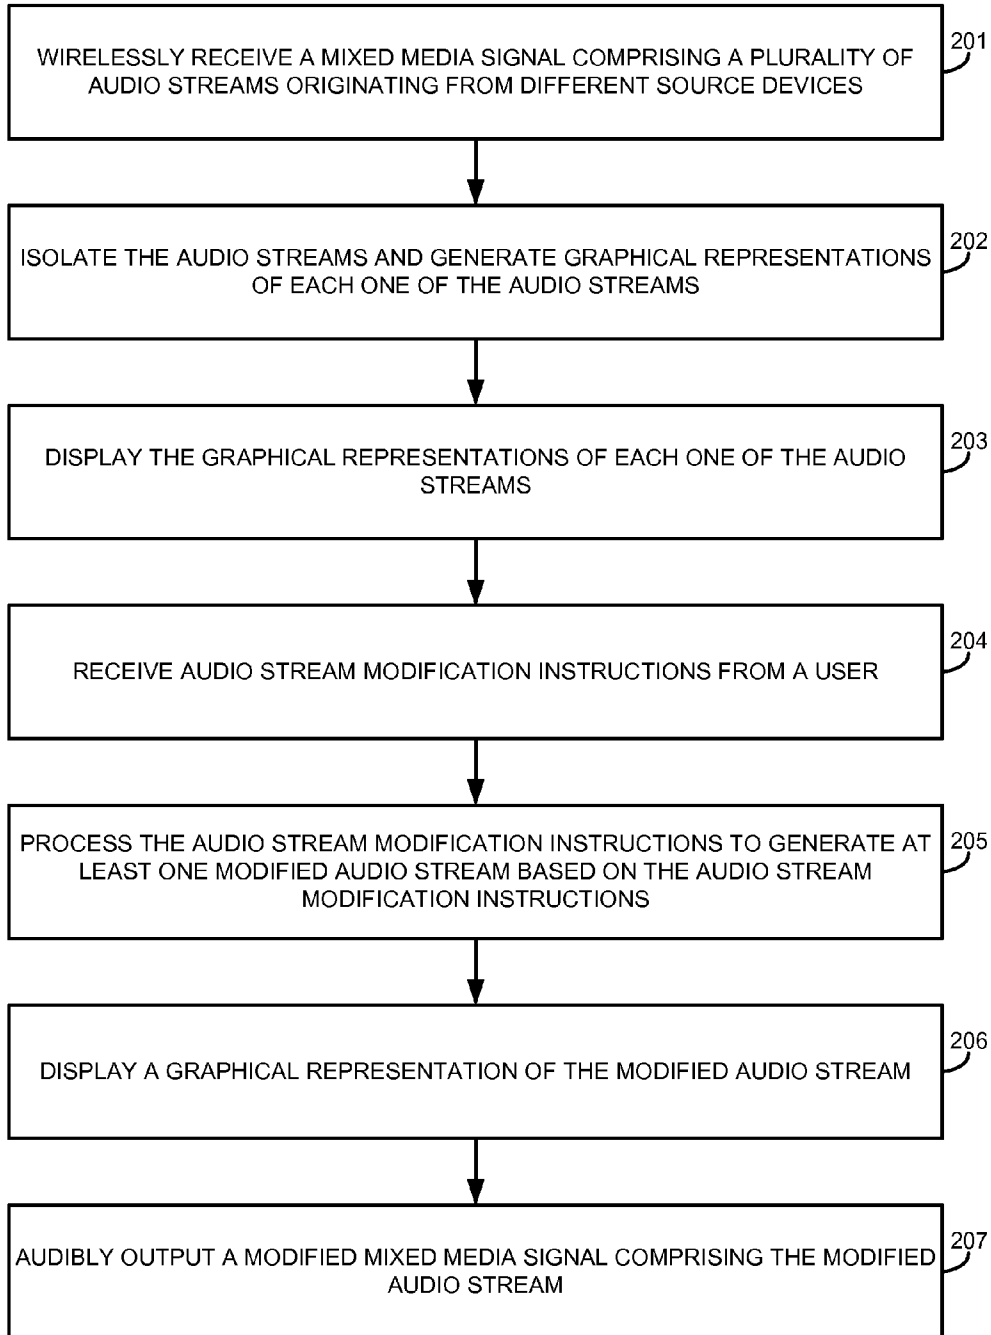 WIRELESSLY RECEIVE A MIXED MEDIA SIGNAL COMPRISING A PLURALITY OF
AUDIO STREAMS ORIGINATING FROM DIFFERENT SOURCE DEVICES
201
ISOLATE THE AUDIO STREAMS AND GENERATE GRAPHICAL REPRESENTATIONS
OF EACH ONE OF THE AUDIO STREAMS
202
DISPLAY THE GRAPHICAL REPRESENTATIONS OF EACH ONE OF THE AUDIO
STREAMS
203
RECEIVE AUDIO STREAM MODIFICATION INSTRUCTIONS FROM A USER
204
PROCESS THE AUDIO STREAM MODIFICATION INSTRUCTIONS TO GENERATE AT
LEAST ONE MODIFIED AUDIO STREAM BASED ON THE AUDIO STREAM
MODIFICATION INSTRUCTIONS
205
DISPLAY A GRAPHICAL REPRESENTATION OF THE MODIFIED AUDIO STREAM
206
AUDIBLY OUTPUT A MODIFIED MIXED MEDIA SIGNAL COMPRISING THE MODIFIED
AUDIO STREAM
207